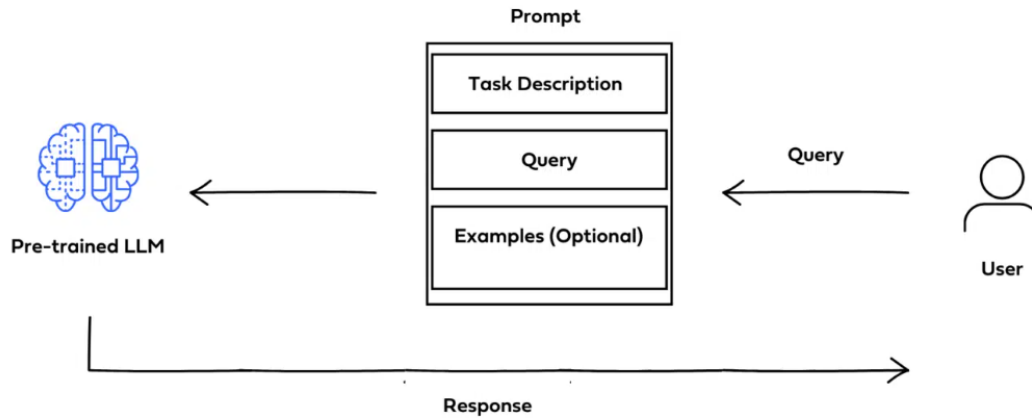 Prompt
Task Description
Query
Query
Examples (Optional)
Pre-trained LLM
User
Response